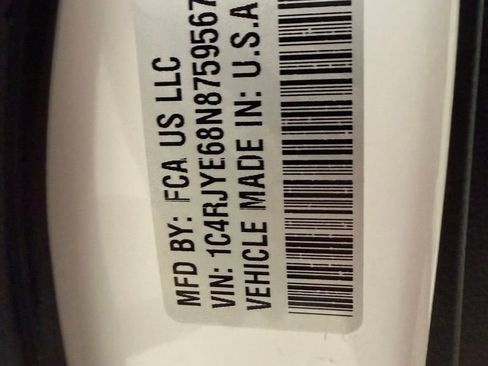 MFD BY: FCA US LLC
VIN: 1C4RJYE68N8759567
VEHICLE MADE IN: U.S.A